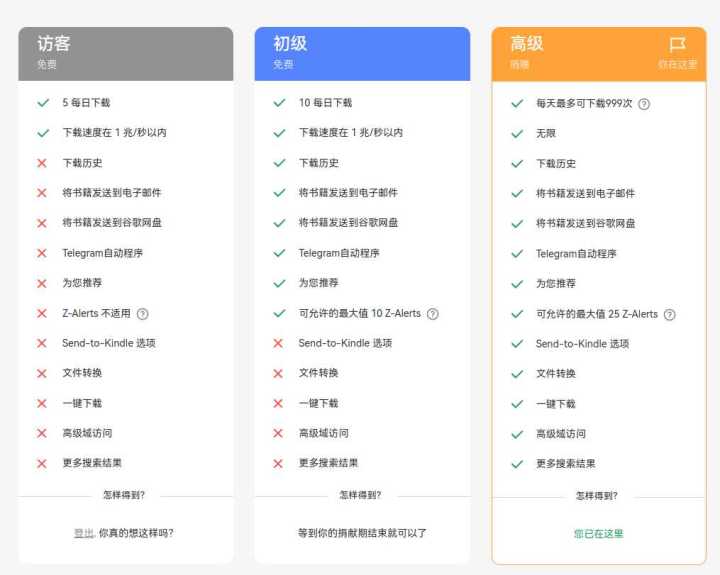 访客
免费
5 每日下载
下载速度在 1 兆/秒以内
下载历史
将书籍发送到电子邮件
将书籍发送到谷歌网盘
Telegram自动程序
为您推荐
Z-Alerts 不适用 ?
Send-to-Kindle 选项
文件转换
一键下载
高级域访问
更多搜索结果
怎样得到?
登出, 你真的想这样吗?
初级
免费
10 每日下载
下载速度在 1 兆/秒以内
下载历史
将书籍发送到电子邮件
将书籍发送到谷歌网盘
Telegram自动程序
为您推荐
可允许的最大值 10 Z-Alerts ?
Send-to-Kindle 选项
文件转换
一键下载
高级域访问
更多搜索结果
怎样得到?
等到你的捐献期结束就可以了
高级
捐赠
你在这里
每天最多可下载999次 ?
无限
下载历史
将书籍发送到电子邮件
将书籍发送到谷歌网盘
Telegram自动程序
为您推荐
可允许的最大值 25 Z-Alerts ?
Send-to-Kindle 选项
文件转换
一键下载
高级域访问
更多搜索结果
怎样得到?
您已在这里